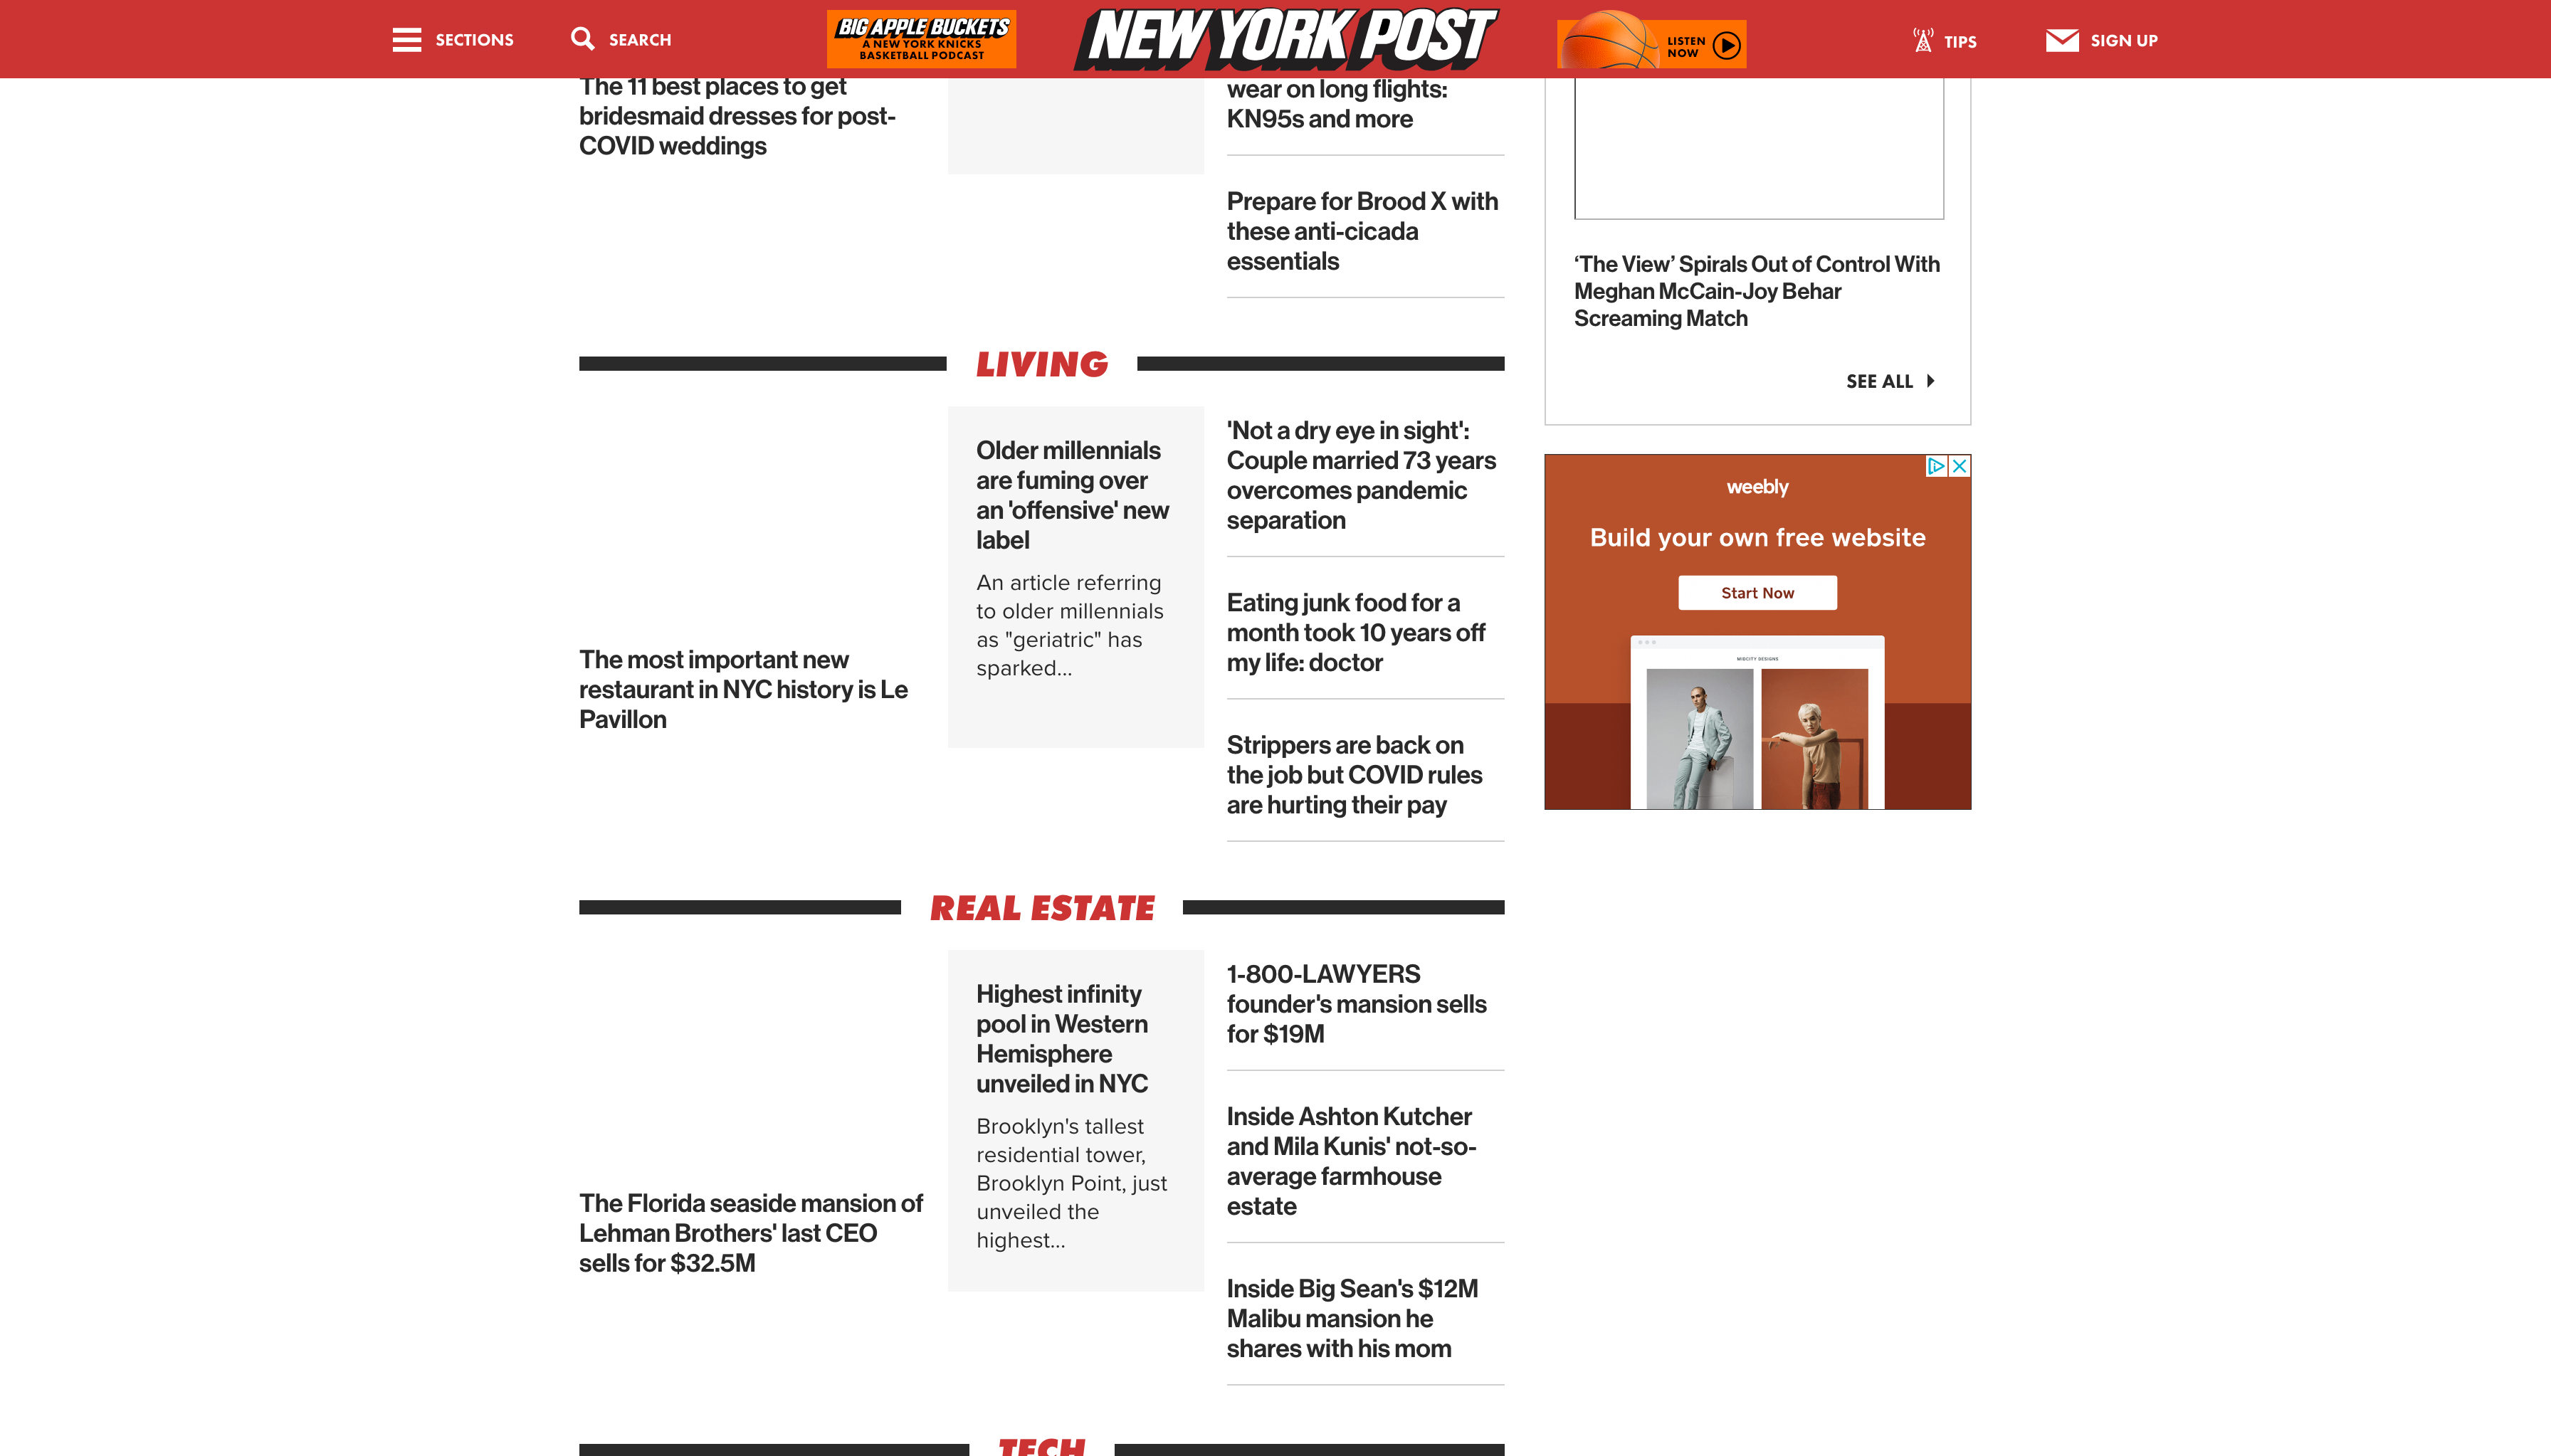 SECTIONS
SEARCH
BIG APPLE BUCKETS
A NEW YORK KNICKS
BASKETBALL PODCAST
NEW YORK POST
LISTEN
NOW
TIPS
SIGN UP
The 11 best places to get
bridesmaid dresses for post-
COVID weddings
wear on long flights:
KN95s and more
Prepare for Brood X with
these anti-cicada
essentials
‘The View’ Spirals Out of Control With
Meghan McCain-Joy Behar
Screaming Match
SEE ALL
LIVING
The most important new
restaurant in NYC history is Le
Pavillon
Older millennials
are fuming over
an 'offensive' new
label
An article referring
to older millennials
as "geriatric" has
sparked...
'Not a dry eye in sight':
Couple married 73 years
overcomes pandemic
separation
Eating junk food for a
month took 10 years off
my life: doctor
Strippers are back on
the job but COVID rules
are hurting their pay
weebly
Build your own free website
Start Now
WIDCITY DESIGNS
REAL ESTATE
The Florida seaside mansion of
Lehman Brothers' last CEO
sells for $32.5M
Highest infinity
pool in Western
Hemisphere
unveiled in NYC
Brooklyn's tallest
residential tower,
Brooklyn Point, just
unveiled the
highest...
1-800-LAWYERS
founder's mansion sells
for $19M
Inside Ashton Kutcher
and Mila Kunis' not-so-
average farmhouse
estate
Inside Big Sean's $12M
Malibu mansion he
shares with his mom
TECH